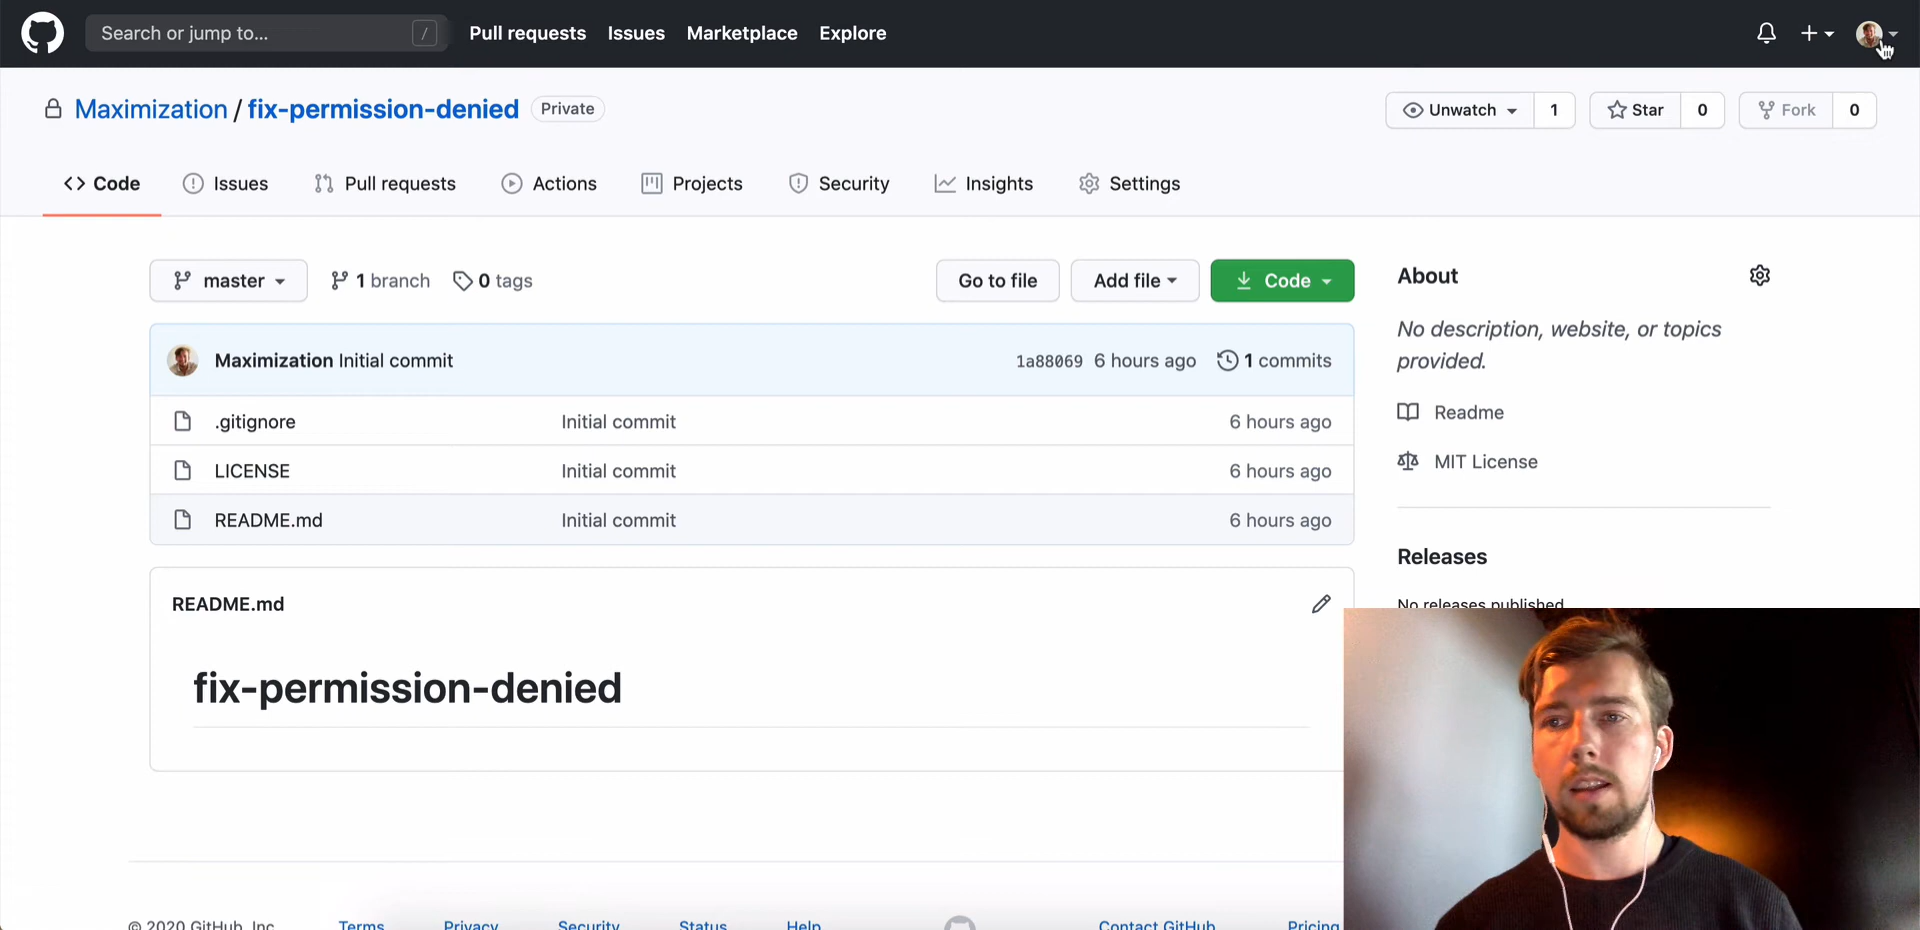 Search or jump to... /
Pull requests Issues Marketplace Explore
Maximization / fix-permission-denied Private
Unwatch 1 Star 0 Fork 0
Code Issues Pull requests Actions Projects Security Insights Settings
master 1 branch 0 tags Go to file Add file Code
Maximization Initial commit 1a88069 6 hours ago 1 commits
.gitignore Initial commit 6 hours ago
LICENSE Initial commit 6 hours ago
README.md Initial commit 6 hours ago
README.md
fix-permission-denied
About
No description, website, or topics
provided.
Readme
MIT License
Releases
No releases published
© 2020 GitHub, Inc. Terms Privacy Security Status Help Contact GitHub Pricing